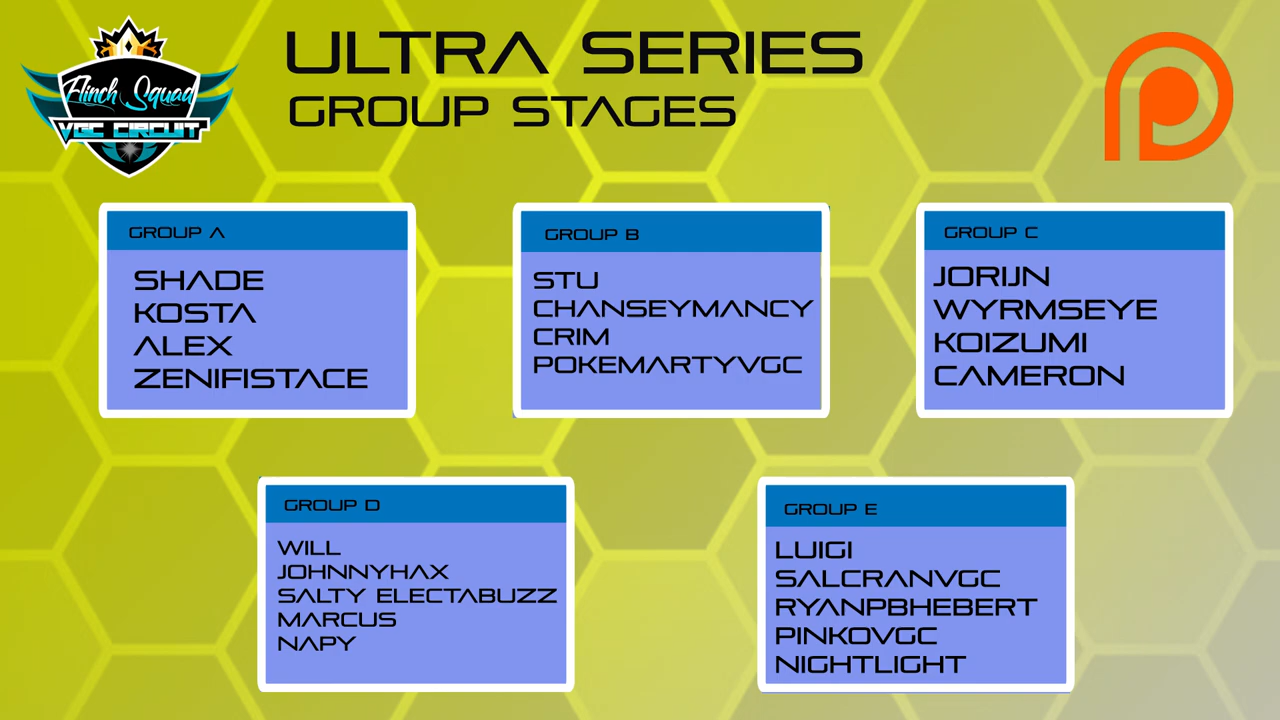 Flinch Squad
VGC CIRCUIT
ULTRA SERIES
GROUP STAGES
GROUP A
SHADE
KOSTA
ALEX
ZENIFISTACE
GROUP B
STU
CHANSEYMANCY
CRIM
POKEMARTYVGC
GROUP C
JORIJN
WYRMSEYE
KOIZUMI
CAMERON
GROUP D
WILL
JOHNNYHAX
SALTY ELECTABUZZ
MARCUS
NAPY
GROUP E
LUIGI
SALCRANVGC
RYANPBHEBERT
PINKOVGC
NIGHTLIGHT